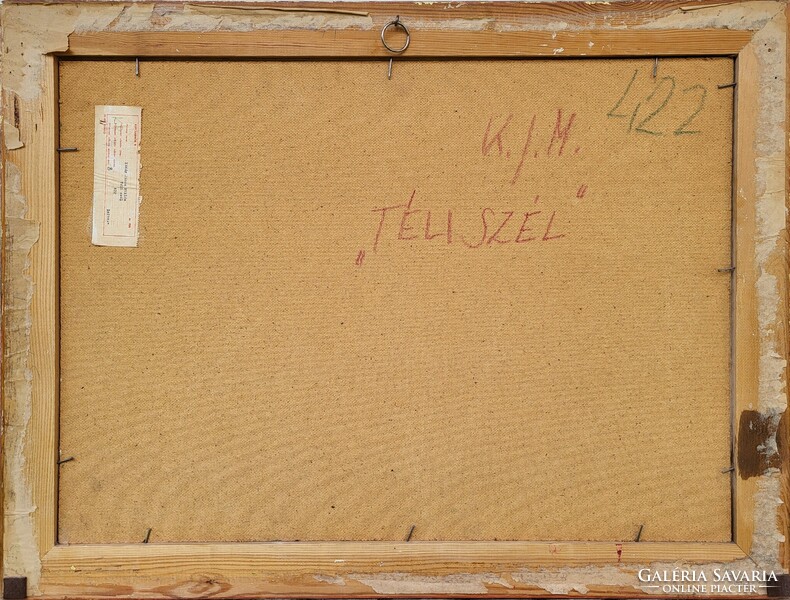 422
K.J.M.
„TÉLI SZÉL”
GALÉRIA SAVARIA
ONLINE PIACTÉR